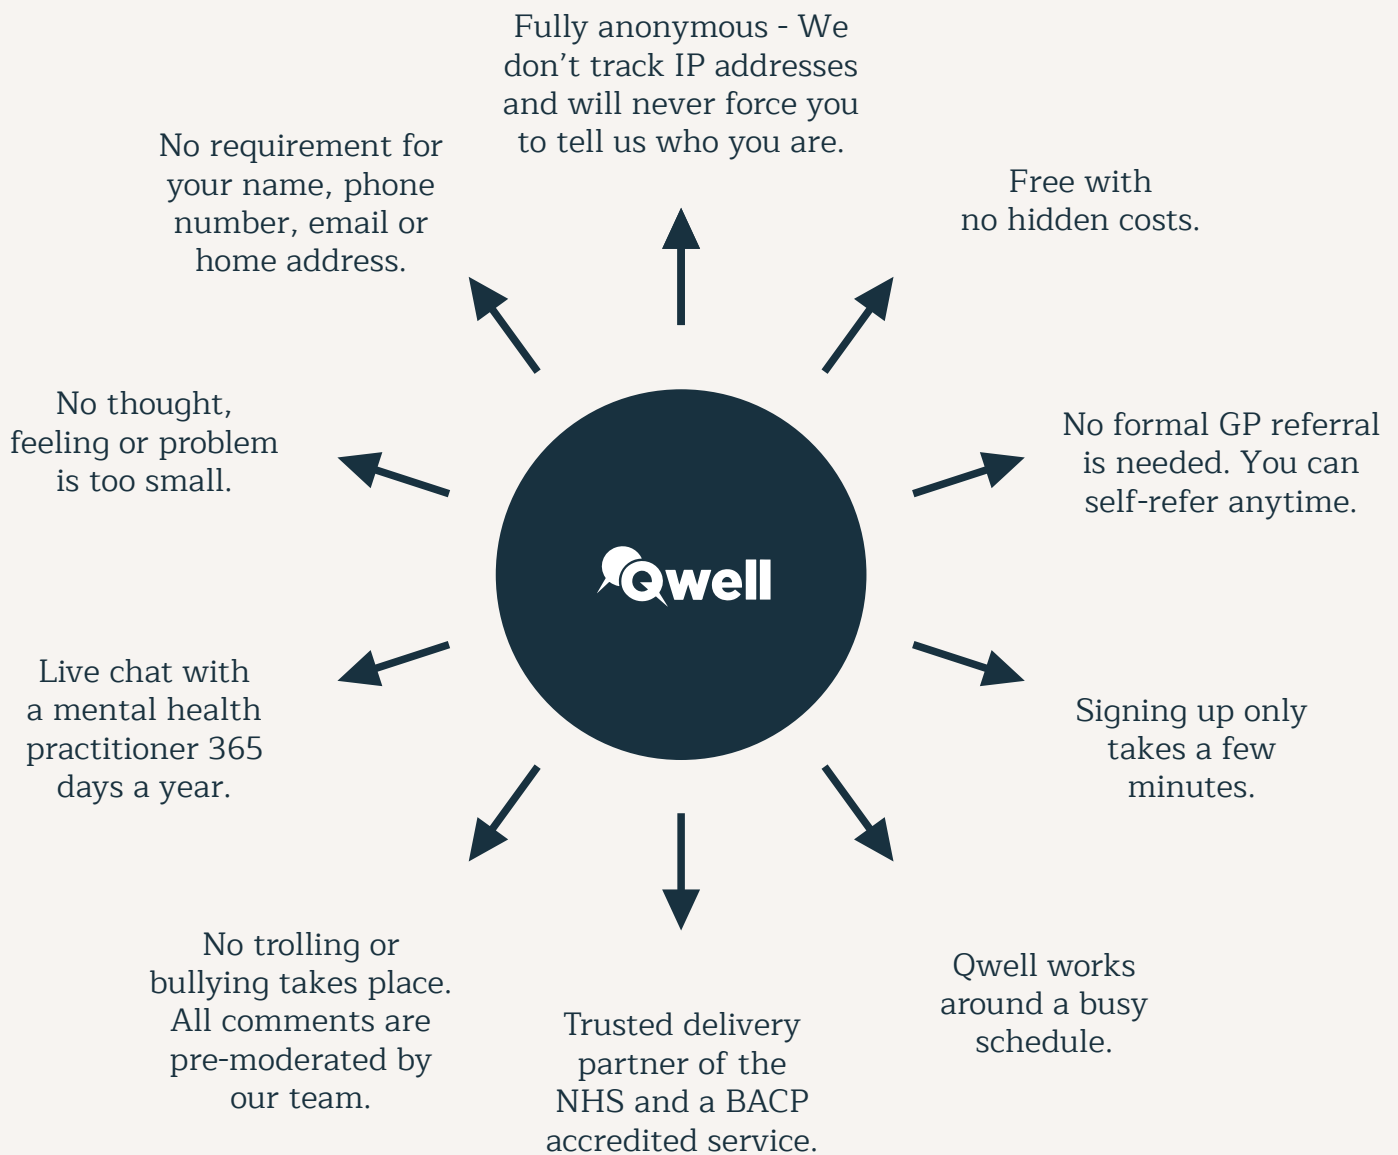 Fully anonymous - We
don’t track IP addresses
and will never force you
to tell us who you are.
Free with
no hidden costs.
No formal GP referral
is needed. You can
self-refer anytime.
Signing up only
takes a few
minutes.
Qwell works
around a busy
schedule.
Trusted delivery
partner of the
NHS and a BACP
accredited service.
No trolling or
bullying takes place.
All comments are
pre-moderated by
our team.
Live chat with
a mental health
practitioner 365
days a year.
No thought,
feeling or problem
is too small.
No requirement for
your name, phone
number, email or
home address.
Qwell